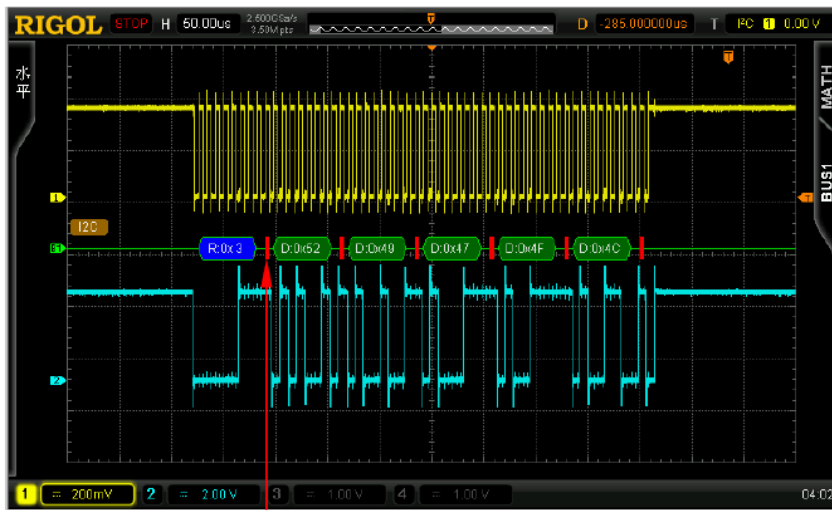 RIGOL STOP H 50.00us 2.500GSa/s D -285.000000us T I²C 1 0.00 V
3.50M pts
水平
MATH
BUS1
1
T
I2C
B1 R:0x3 D:0x52 D:0x49 D:0x47 D:0x4F D:0x4C
2
1 = 200mV 2 = 2.00 V 3 = 1.00 V 4 = 1.00 V 04:02